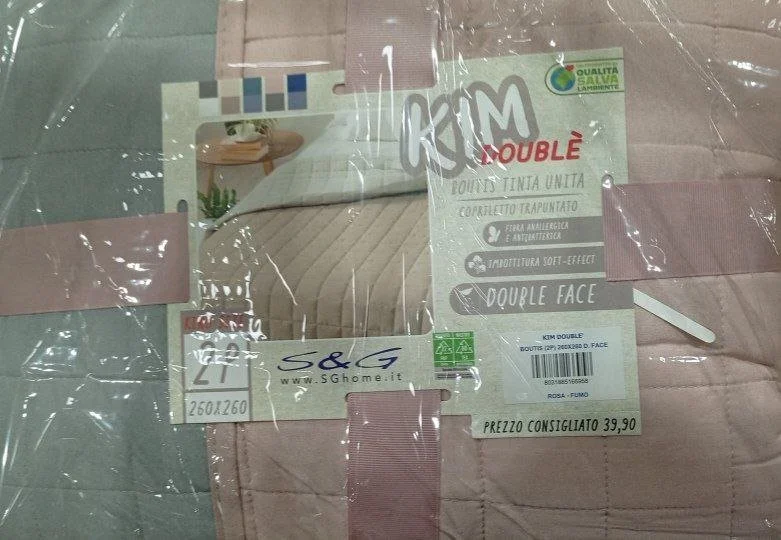 UN PRODOTTO DI
QUALITÀ
SALVA
L'AMBIENTE
KIM
DOUBLÈ
BOUTIS TINTA UNITA
COPRILETTO TRAPUNTATO
FIBRA ANALLERGICA
E ANTIBATTERICA
IMBOTTITURA SOFT-EFFECT
DOUBLE FACE
KING SIZE
2P
260X260
S&G
www.SGhome.it
KIM DOUBLE'
BOUTIS (2P) 260X260 D. FACE
ROSA - FUMO
PREZZO CONSIGLIATO 39,90